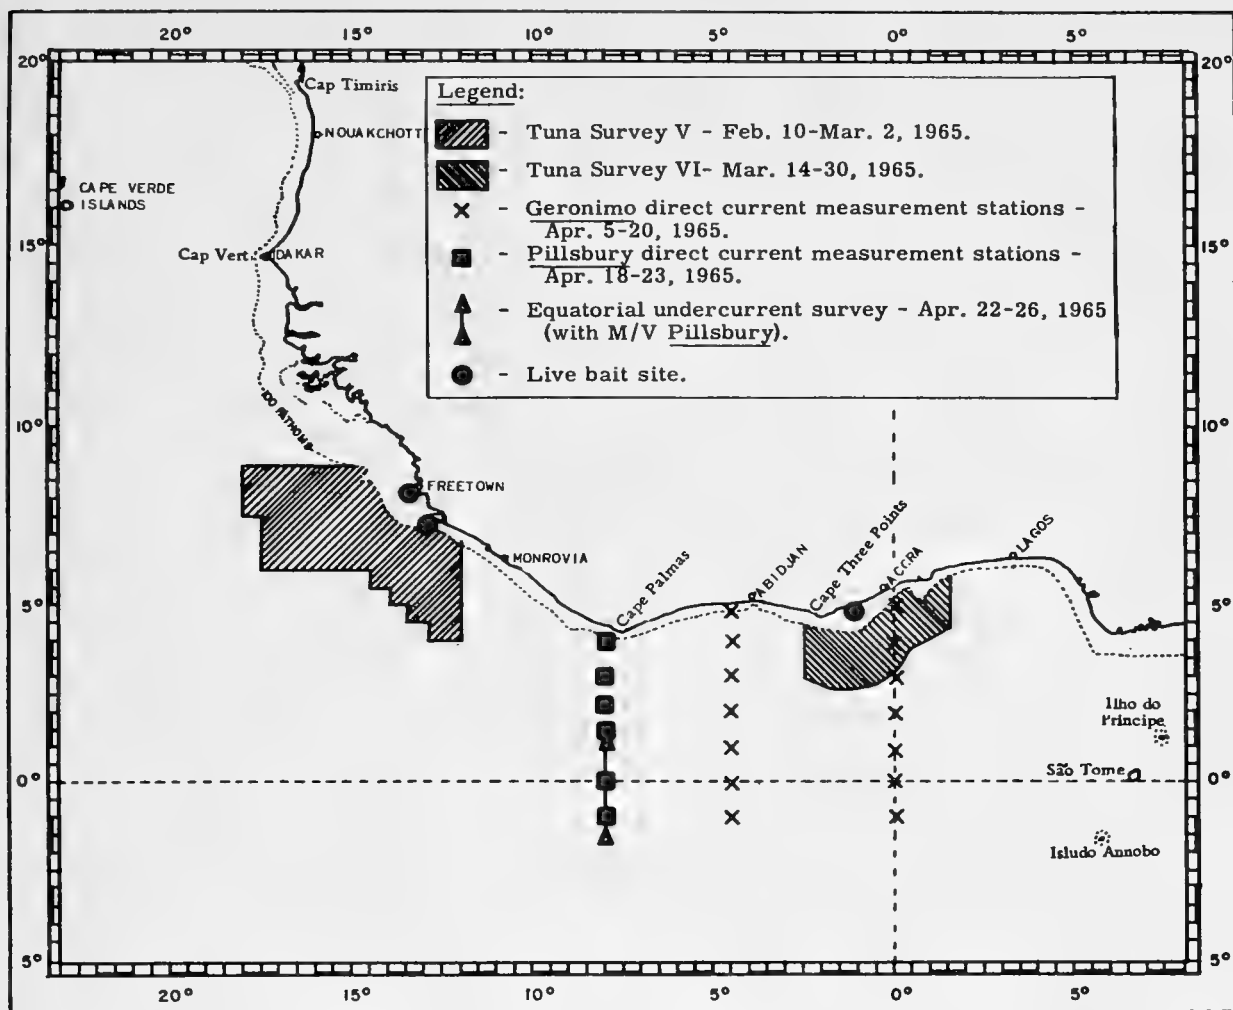 20° 15° 10° 5° 0° 5°
20° 20°
Cap Timiris
Legend:
- Tuna Survey V - Feb. 10-Mar. 2, 1965.
NOUAKCHOTT
- Tuna Survey VI- Mar. 14-30, 1965.
CAPE VERDE
ISLANDS
- Geronimo direct current measurement stations -
Apr. 5-20, 1965.
15° 15°
Cap Vert. DAKAR
- Pillsbury direct current measurement stations -
Apr. 18-23, 1965.
- Equatorial undercurrent survey - Apr. 22-26, 1965
(with M/V Pillsbury).
- Live bait site.
100 FATHOMS
10° 10°
FREETOWN
MONROVIA
Cape Palmas
ABIDJAN
Cape Three Points
ACCRA
LAGOS
5° 5°
Ilho do
Principe
São Tome
0° 0°
Isludo Annobo
5° 5°
20° 15° 10° 5° 0° 5°